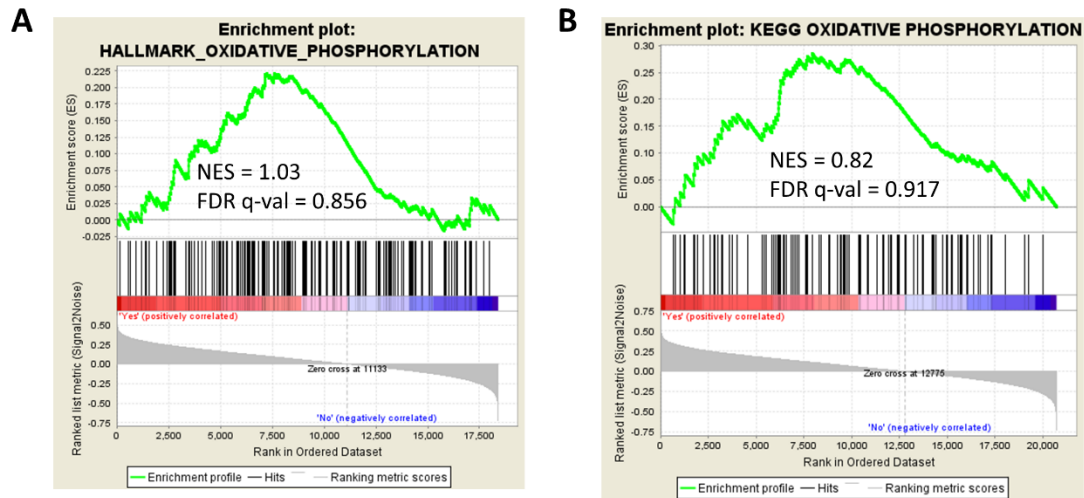 A
Enrichment plot:
HALLMARK_OXIDATIVE_PHOSPHORYLATION
Enrichment score (ES)
0.225
0.200
0.175
0.150
0.125
0.100
0.075
0.050
0.025
0.000
-0.025
NES = 1.03
FDR q-val = 0.856
'Yes' (positively correlated)
Ranked list metric (Signal2Noise)
0.50
0.25
0.00
-0.25
-0.50
-0.75
Zero cross at 11133
'No' (negatively correlated)
0 2,500 5,000 7,500 10,000 12,500 15,000 17,500
Rank in Ordered Dataset
Enrichment profile Hits Ranking metric scores
B
Enrichment plot: KEGG OXIDATIVE PHOSPHORYLATION
Enrichment score (ES)
0.30
0.25
0.20
0.15
0.10
0.05
0.00
NES = 0.82
FDR q-val = 0.917
'Yes' (positively correlated)
Ranked list metric (Signal2Noise)
0.75
0.50
0.25
0.00
-0.25
-0.50
-0.75
Zero cross at 12775
'No' (negatively correlated)
0 2,500 5,000 7,500 10,000 12,500 15,000 17,500 20,000
Rank in Ordered Dataset
Enrichment profile Hits Ranking metric scores